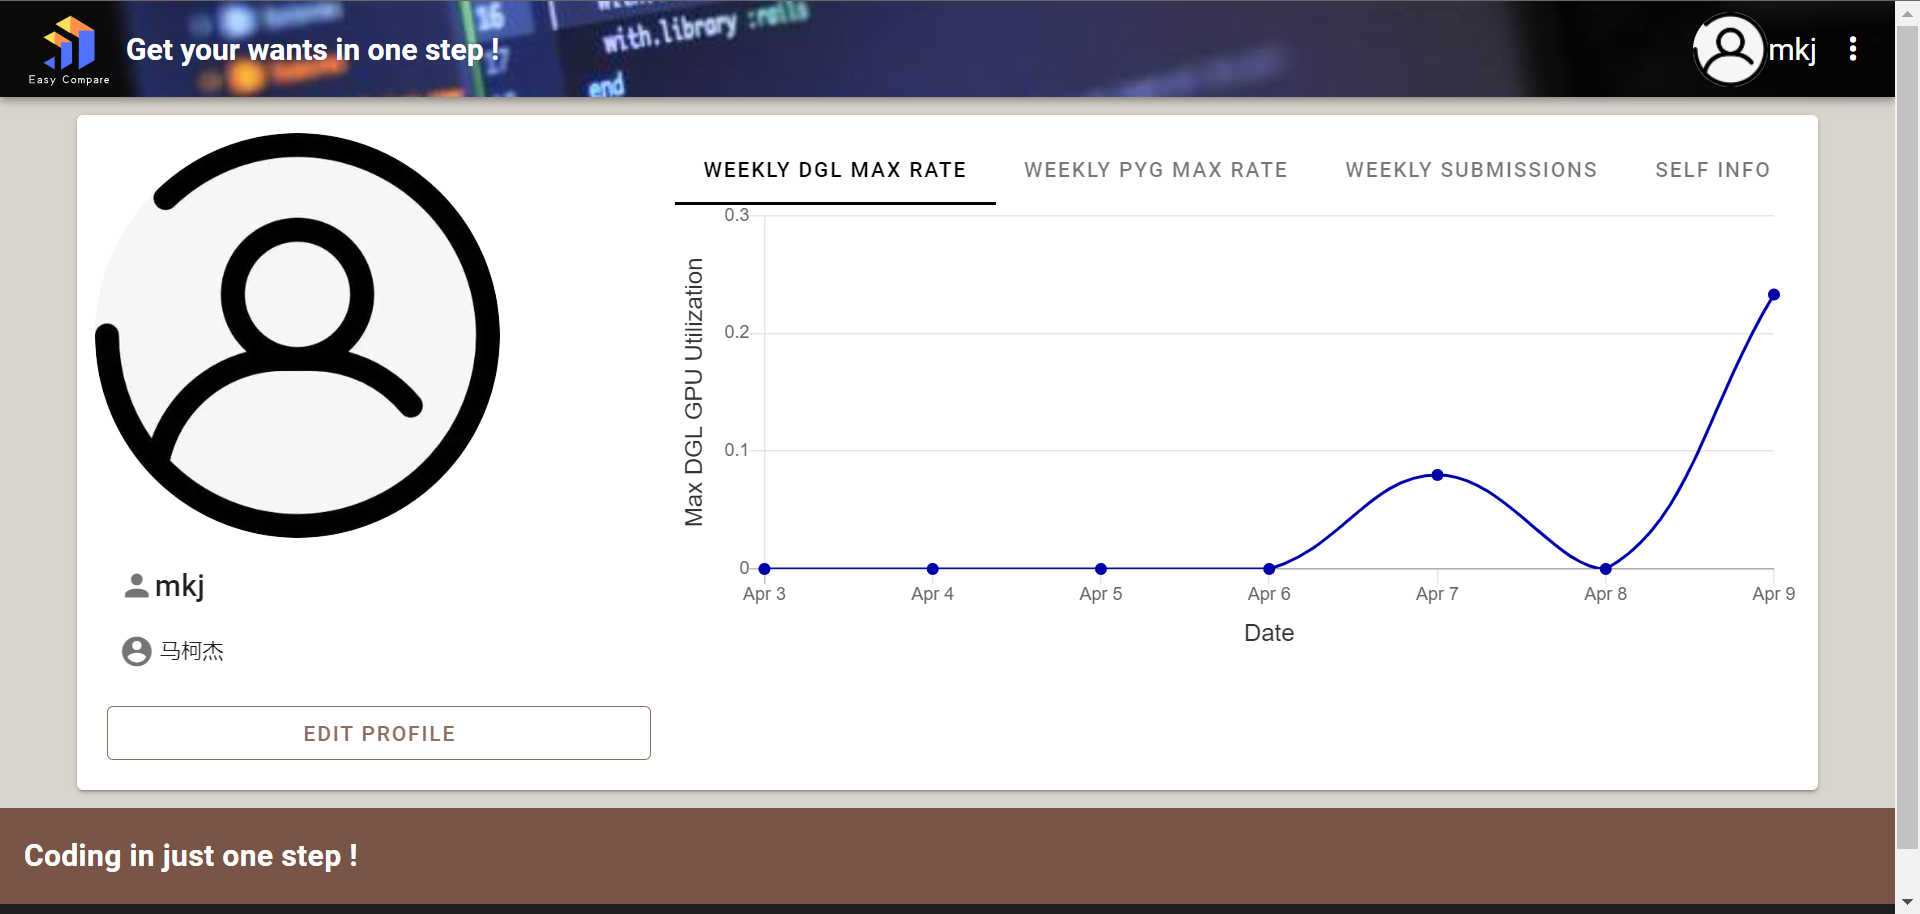 16
17
with.library :rails
end
Easy Compare
Get your wants in one step !
mkj
WEEKLY DGL MAX RATE
WEEKLY PYG MAX RATE
WEEKLY SUBMISSIONS
SELF INFO
Max DGL GPU Utilization
0.3
0.2
0.1
0
Apr 3
Apr 4
Apr 5
Apr 6
Apr 7
Apr 8
Apr 9
Date
mkj
马柯杰
EDIT PROFILE
Coding in just one step !